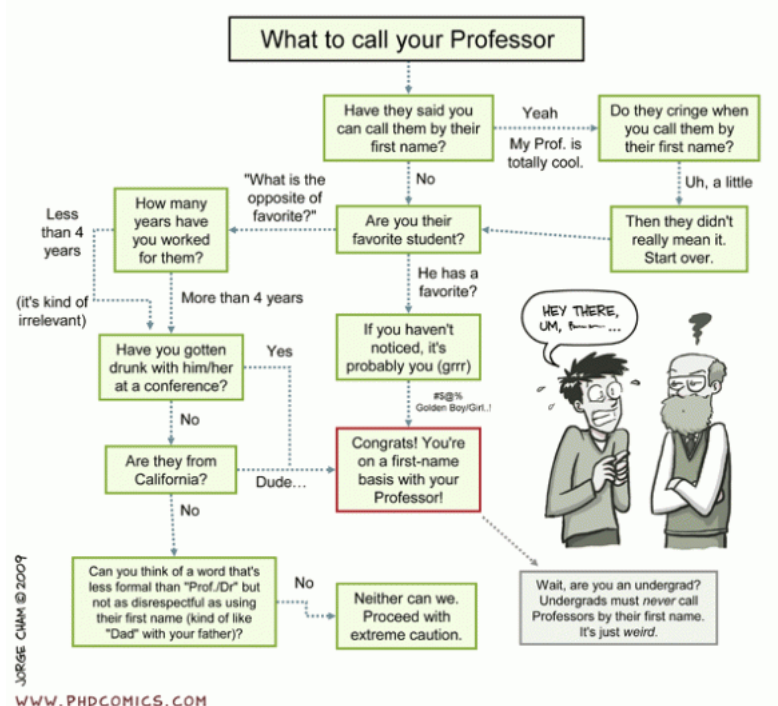 What to call your Professor
Have they said you
can call them by their
first name?
Yeah
My Prof. is
totally cool.
Do they cringe when
you call them by
their first name?
No
Uh, a little
Then they didn't
really mean it.
Start over.
Are you their
favorite student?
"What is the
opposite of
favorite?"
How many
years have
you worked
for them?
Less
than 4
years
(it's kind of
irrelevant)
More than 4 years
He has a
favorite?
If you haven't
noticed, it's
probably you (grrr)
#$@%
Golden Boy/Girl..!
Have you gotten
drunk with him/her
at a conference?
Yes
No
Are they from
California?
Dude...
Congrats! You're
on a first-name
basis with your
Professor!
No
Can you think of a word that's
less formal than "Prof./Dr" but
not as disrespectful as using
their first name (kind of like
"Dad" with your father)?
No
Neither can we.
Proceed with
extreme caution.
Wait, are you an undergrad?
Undergrads must never call
Professors by their first name.
It's just weird.
HEY THERE,
UM, ...
?
JORGE CHAM © 2009
WWW.PHDCOMICS.COM